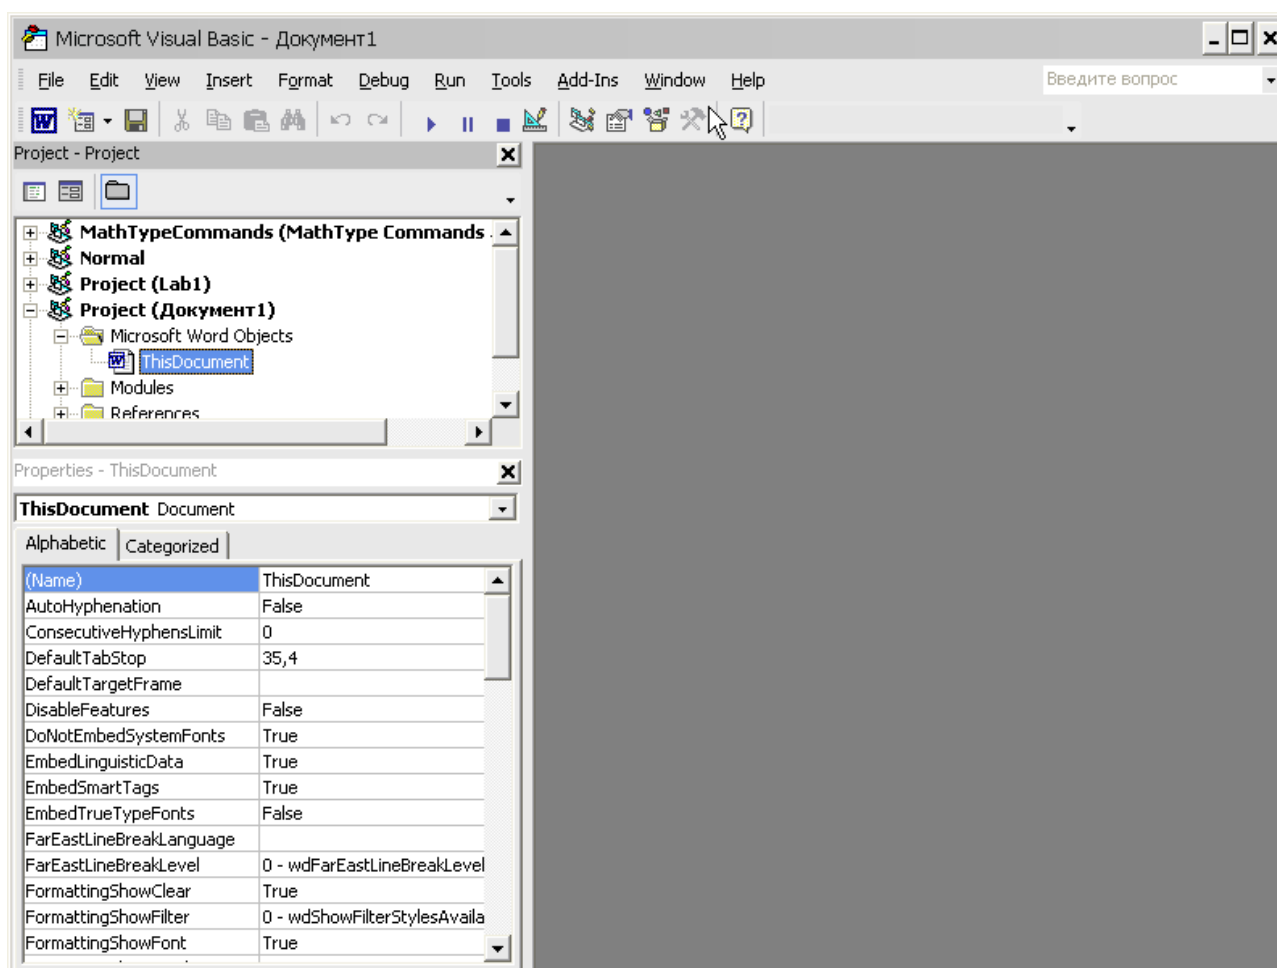 Microsoft Visual Basic - Документ1
File Edit View Insert Format Debug Run Tools Add-Ins Window Help Введите вопрос
Project - Project
MathTypeCommands (MathType Commands
Normal
Project (Lab1)
Project (Документ1)
Microsoft Word Objects
ThisDocument
Modules
References
Properties - ThisDocument
ThisDocument Document
Alphabetic Categorized
(Name) ThisDocument
AutoHyphenation False
ConsecutiveHyphensLimit 0
DefaultTabStop 35,4
DefaultTargetFrame
DisableFeatures False
DoNotEmbedSystemFonts True
EmbedLinguisticData True
EmbedSmartTags True
EmbedTrueTypeFonts False
FarEastLineBreakLanguage
FarEastLineBreakLevel 0 - wdFarEastLineBreakLevel
FormattingShowClear True
FormattingShowFilter 0 - wdShowFilterStylesAvaila
FormattingShowFont True